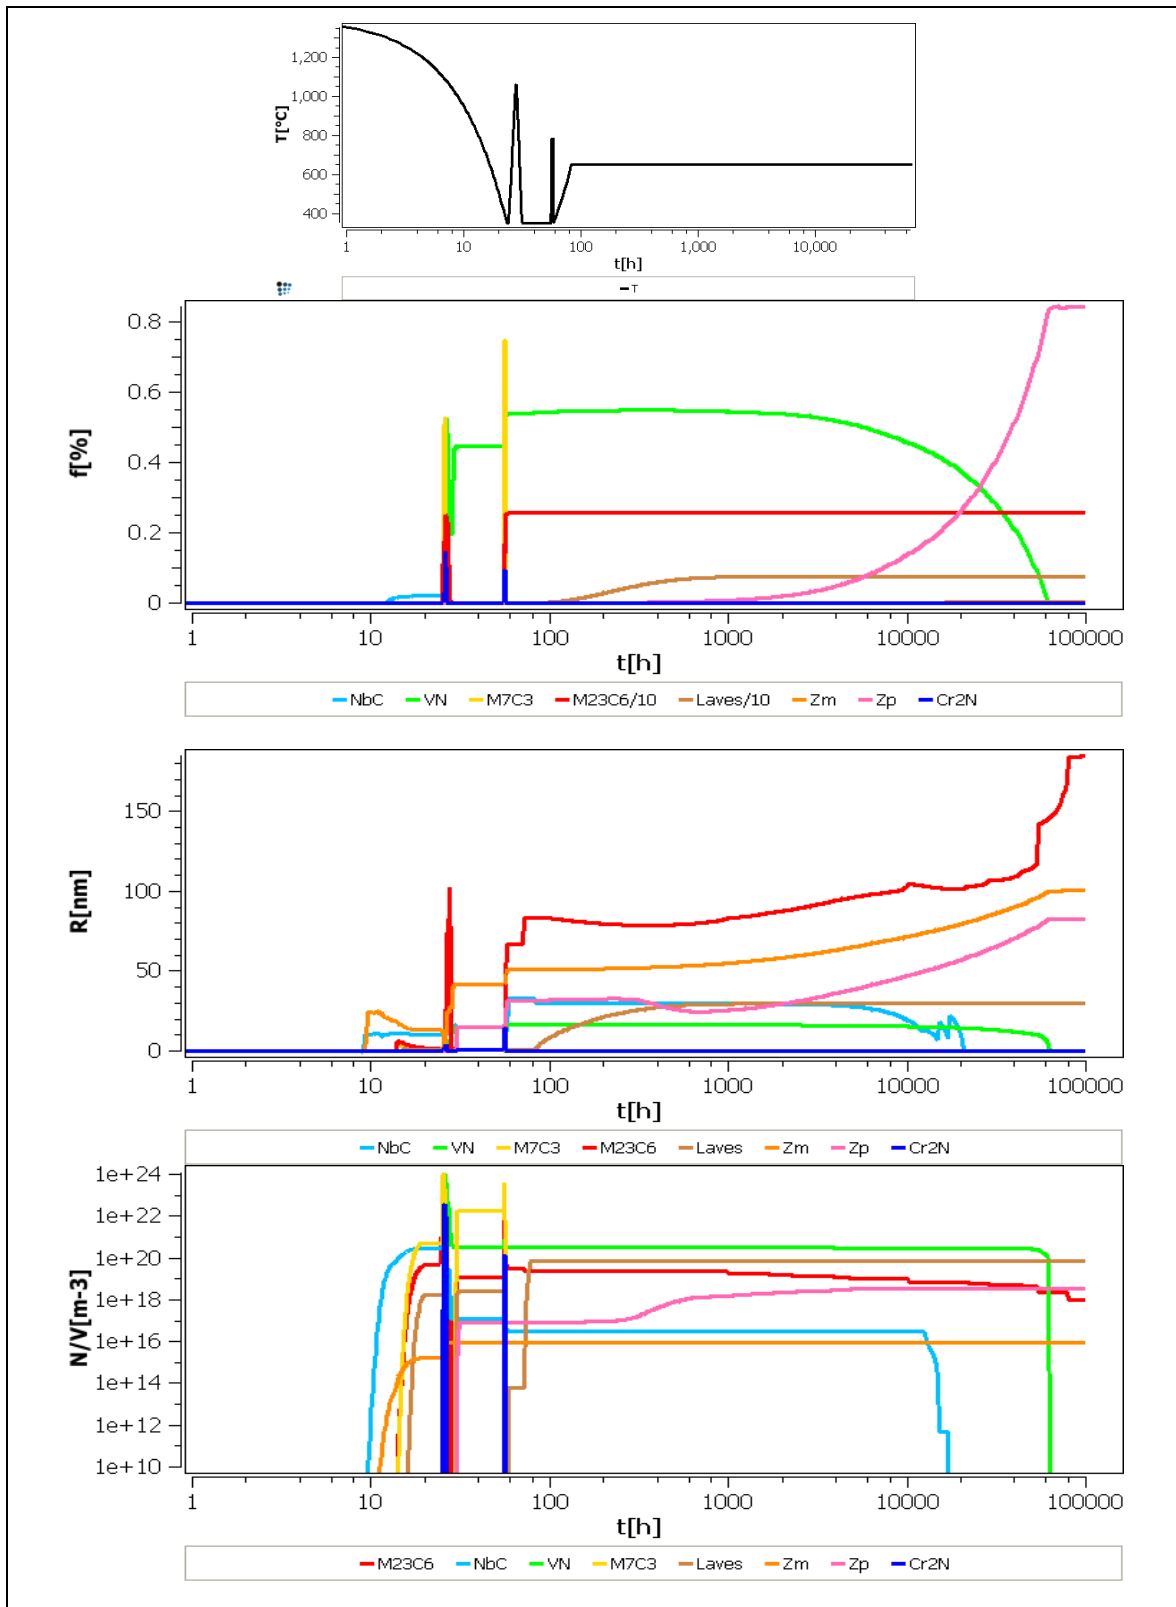 1,200
1,000
800
600
400
T[°C]
1 10 100 1,000 10,000
t[h]
T
0.8
0.6
0.4
0.2
0
f[%]
1 10 100 1000 10000 100000
t[h]
NbC VN M7C3 M23C6/10 Laves/10 Zm Zp Cr2N
150
100
50
0
R[nm]
1 10 100 1000 10000 100000
t[h]
NbC VN M7C3 M23C6 Laves Zm Zp Cr2N
1e+24
1e+22
1e+20
1e+18
1e+16
1e+14
1e+12
1e+10
N/V[m-3]
1 10 100 1000 10000 100000
t[h]
M23C6 NbC VN M7C3 Laves Zm Zp Cr2N